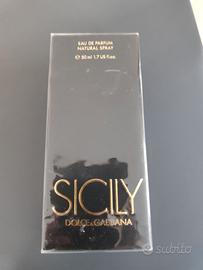 EAU DE PARFUM
NATURAL SPRAY
℮ 50 ml 1.7 US fl.oz.
SICILY
DOLCE & GABBANA
subito